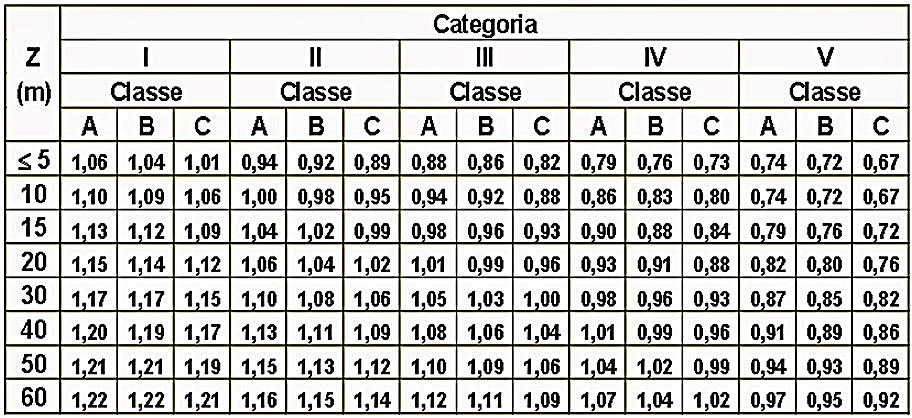 Categoria
Z (m) I II III IV V
Classe Classe Classe Classe Classe
A B C A B C A B C A B C A B C
≤ 5 1,06 1,04 1,01 0,94 0,92 0,89 0,88 0,86 0,82 0,79 0,76 0,73 0,74 0,72 0,67
10 1,10 1,09 1,06 1,00 0,98 0,95 0,94 0,92 0,88 0,86 0,83 0,80 0,74 0,72 0,67
15 1,13 1,12 1,09 1,04 1,02 0,99 0,98 0,96 0,93 0,90 0,88 0,84 0,79 0,76 0,72
20 1,15 1,14 1,12 1,06 1,04 1,02 1,01 0,99 0,96 0,93 0,91 0,88 0,82 0,80 0,76
30 1,17 1,17 1,15 1,10 1,08 1,06 1,05 1,03 1,00 0,98 0,96 0,93 0,87 0,85 0,82
40 1,20 1,19 1,17 1,13 1,11 1,09 1,08 1,06 1,04 1,01 0,99 0,96 0,91 0,89 0,86
50 1,21 1,21 1,19 1,15 1,13 1,12 1,10 1,09 1,06 1,04 1,02 0,99 0,94 0,93 0,89
60 1,22 1,22 1,21 1,16 1,15 1,14 1,12 1,11 1,09 1,07 1,04 1,02 0,97 0,95 0,92